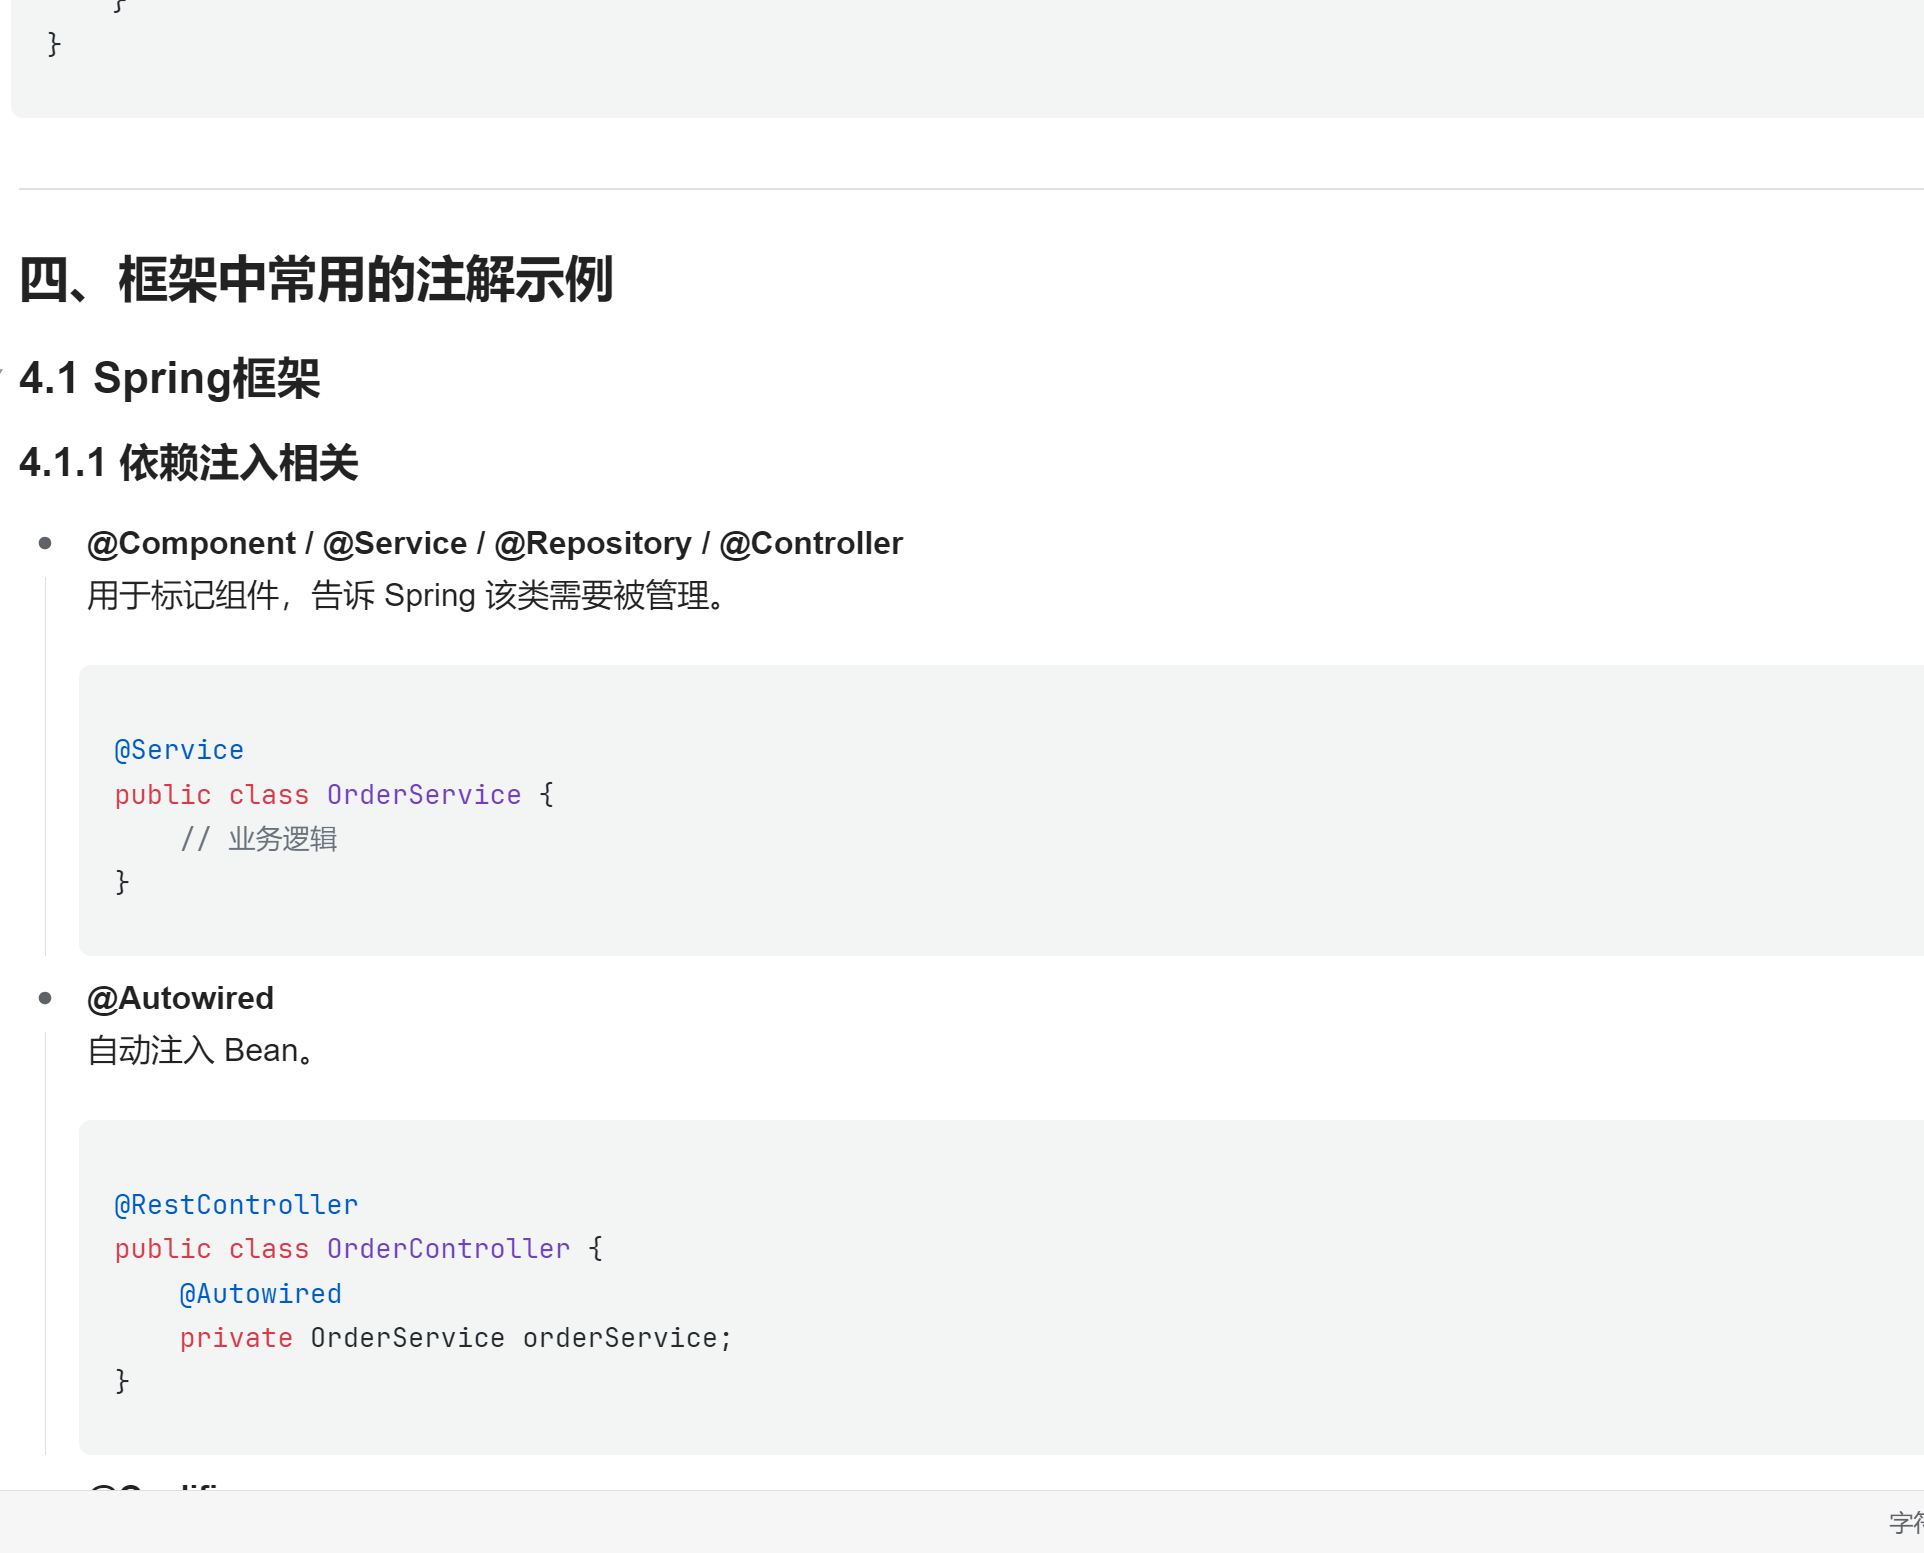 }
}
四、框架中常用的注解示例
4.1 Spring框架
4.1.1 依赖注入相关
@Component / @Service / @Repository / @Controller
用于标记组件，告诉 Spring 该类需要被管理。
@Service
public class OrderService {
// 业务逻辑
}
@Autowired
自动注入 Bean。
@RestController
public class OrderController {
@Autowired
private OrderService orderService;
}